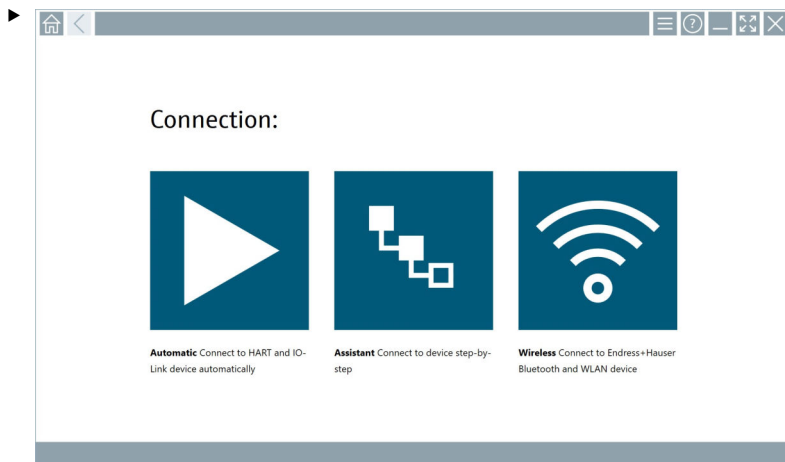 Connection:
Automatic Connect to HART and IO-
Link device automatically
Assistant Connect to device step-by-
step
Wireless Connect to Endress+Hauser
Bluetooth and WLAN device